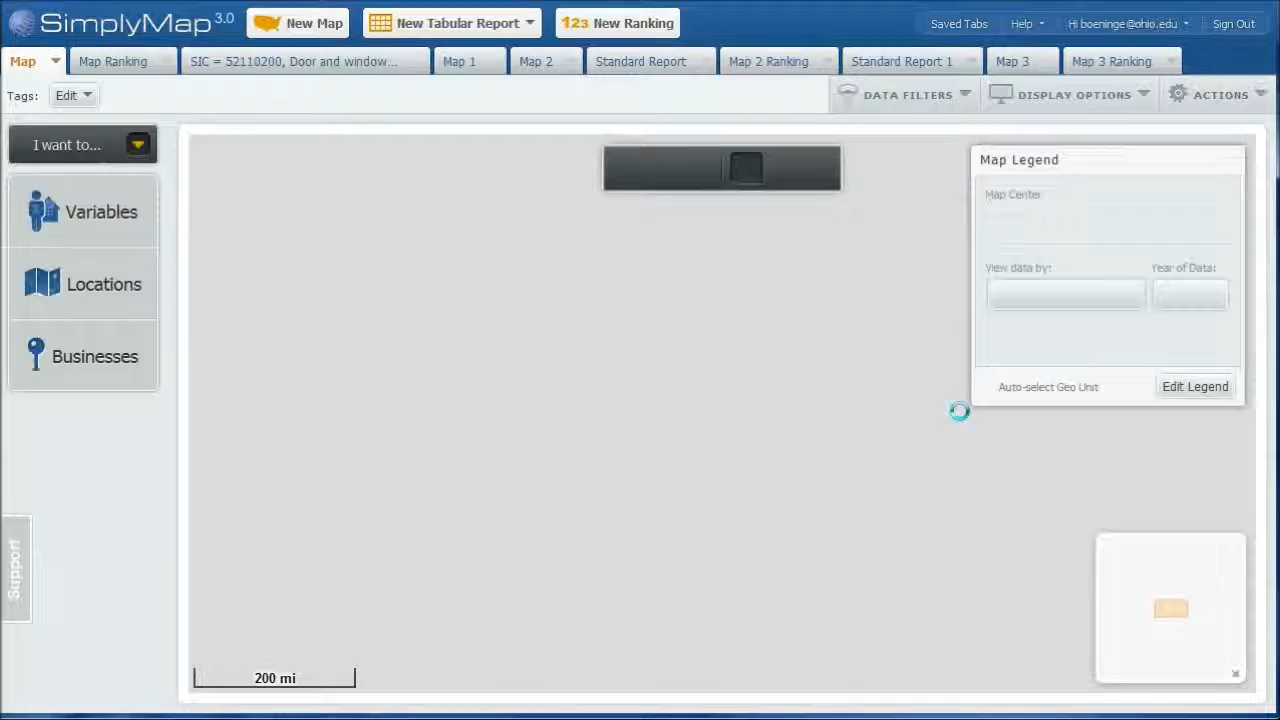 SimplyMap 3.0 New Map New Tabular Report 123 New Ranking Saved Tabs Help Hi boeninge@ohio.edu Sign Out
Map Map Ranking SIC = 52110200, Door and window... Map 1 Map 2 Standard Report Map 2 Ranking Standard Report 1 Map 3 Map 3 Ranking
Tags: Edit DATA FILTERS DISPLAY OPTIONS ACTIONS
I want to...
Variables
Locations
Businesses
Support
Map Legend
Map Center
View data by: Year of Data:
Auto-select Geo Unit Edit Legend
200 mi